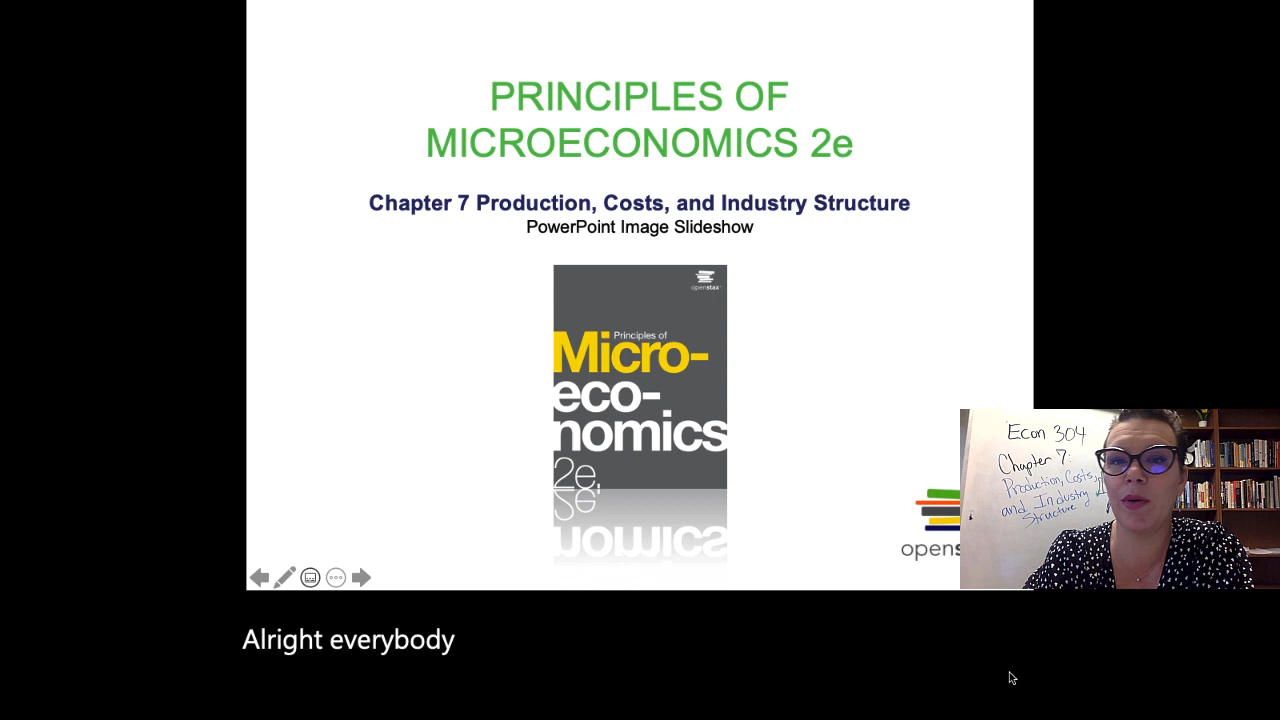 PRINCIPLES OF
MICROECONOMICS 2e
Chapter 7 Production, Costs, and Industry Structure
PowerPoint Image Slideshow
openstax
Principles of
Micro-
eco-
nomics
2e.
opens
Econ 304
Chapter 7:
Production, Costs,
and Industry
Structure
Alright everybody